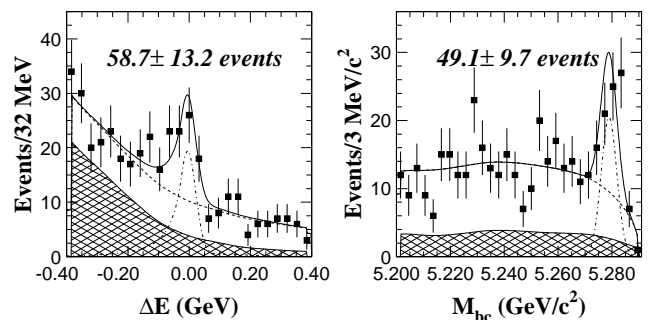 58.7± 13.2 events
Events/32 MeV
40
30
20
10
0
-0.40 -0.20 0.00 0.20 0.40
ΔE (GeV)
49.1± 9.7 events
Events/3 MeV/c²
40
30
20
10
0
5.200 5.220 5.240 5.260 5.280
M_bc (GeV/c²)